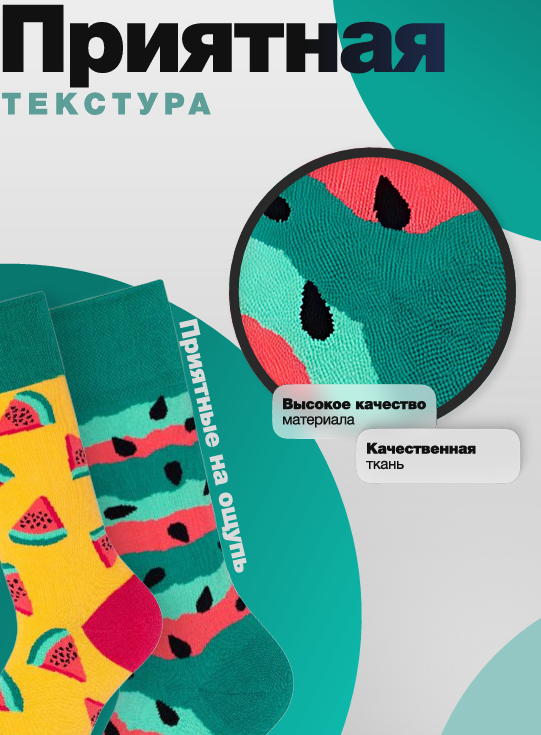 Приятная
ТЕКСТУРА
Приятные на ощупь
Высокое качество
материала
Качественная
ткань